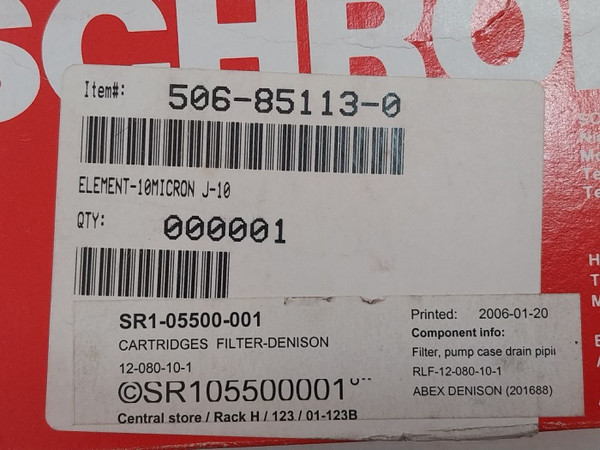 SCHRO
Item#: 506-85113-0
ELEMENT-10MICRON J-10
QTY: 000001
SR1-05500-001
CARTRIDGES FILTER-DENISON
12-080-10-1
©SR105500001
Central store / Rack H / 123 / 01-123B
Printed: 2006-01-20
Component info:
Filter, pump case drain pipi
RLF-12-080-10-1
ABEX DENISON (201688)